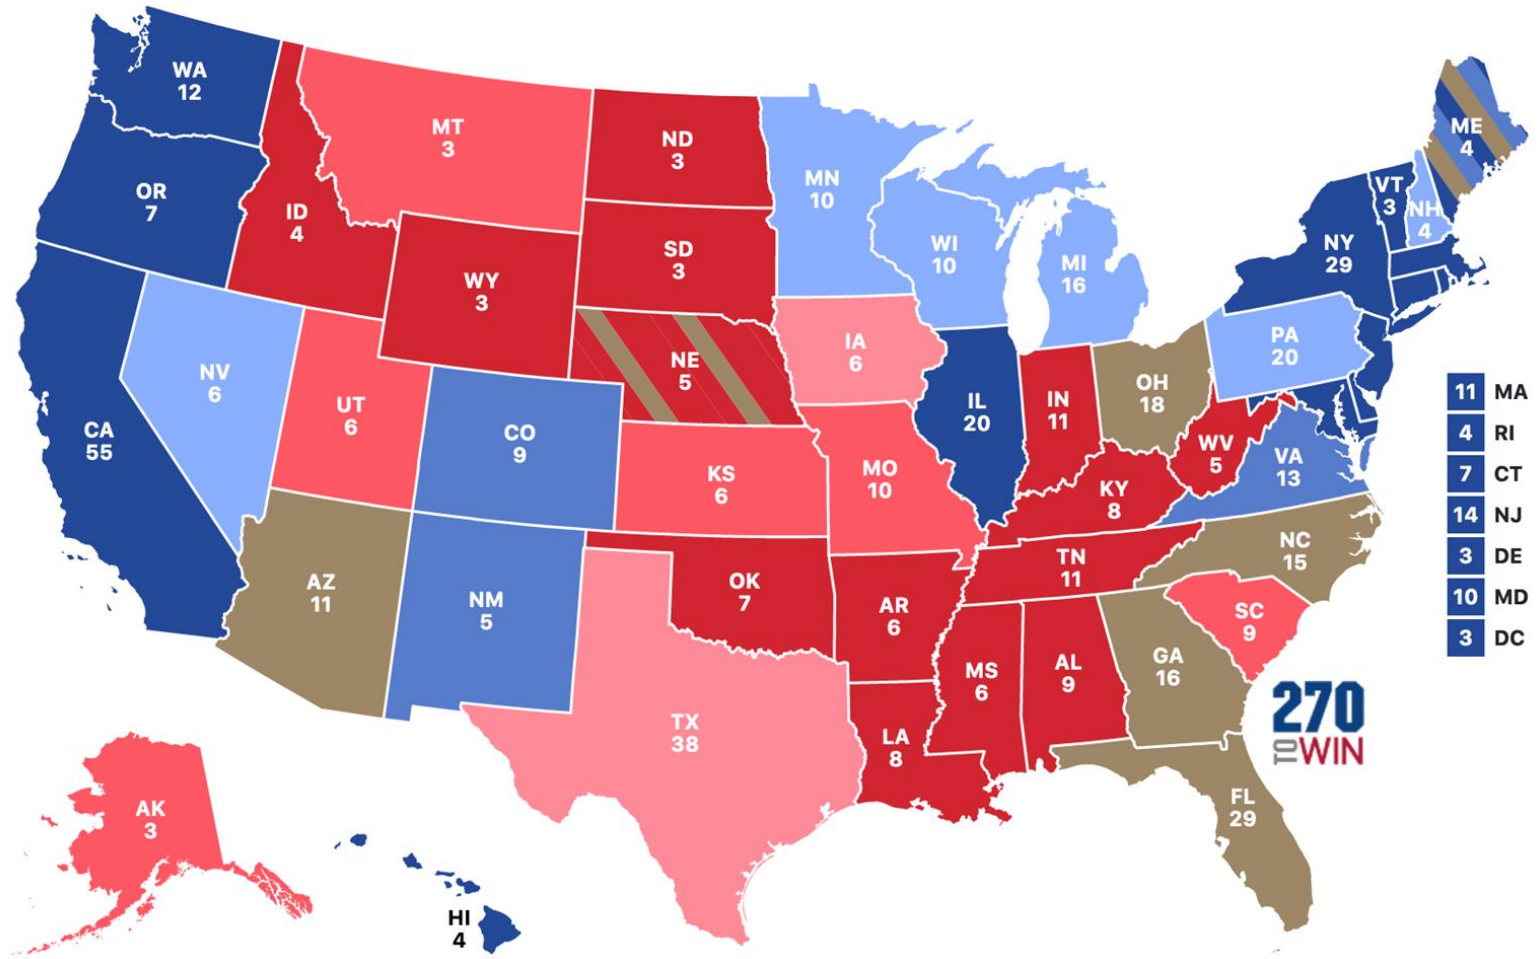 WA
12
OR
7
CA
55
NV
6
ID
4
MT
3
WY
3
UT
6
CO
9
AZ
11
NM
5
ND
3
SD
3
NE
5
KS
6
OK
7
TX
38
MN
10
IA
6
MO
10
AR
6
LA
8
WI
10
IL
20
MI
16
IN
11
OH
18
KY
8
TN
11
MS
6
AL
9
GA
16
FL
29
SC
9
NC
15
VA
13
WV
5
PA
20
NY
29
VT
3
NH
4
ME
4
11 MA
4 RI
7 CT
14 NJ
3 DE
10 MD
3 DC
AK
3
HI
4
270
TO WIN